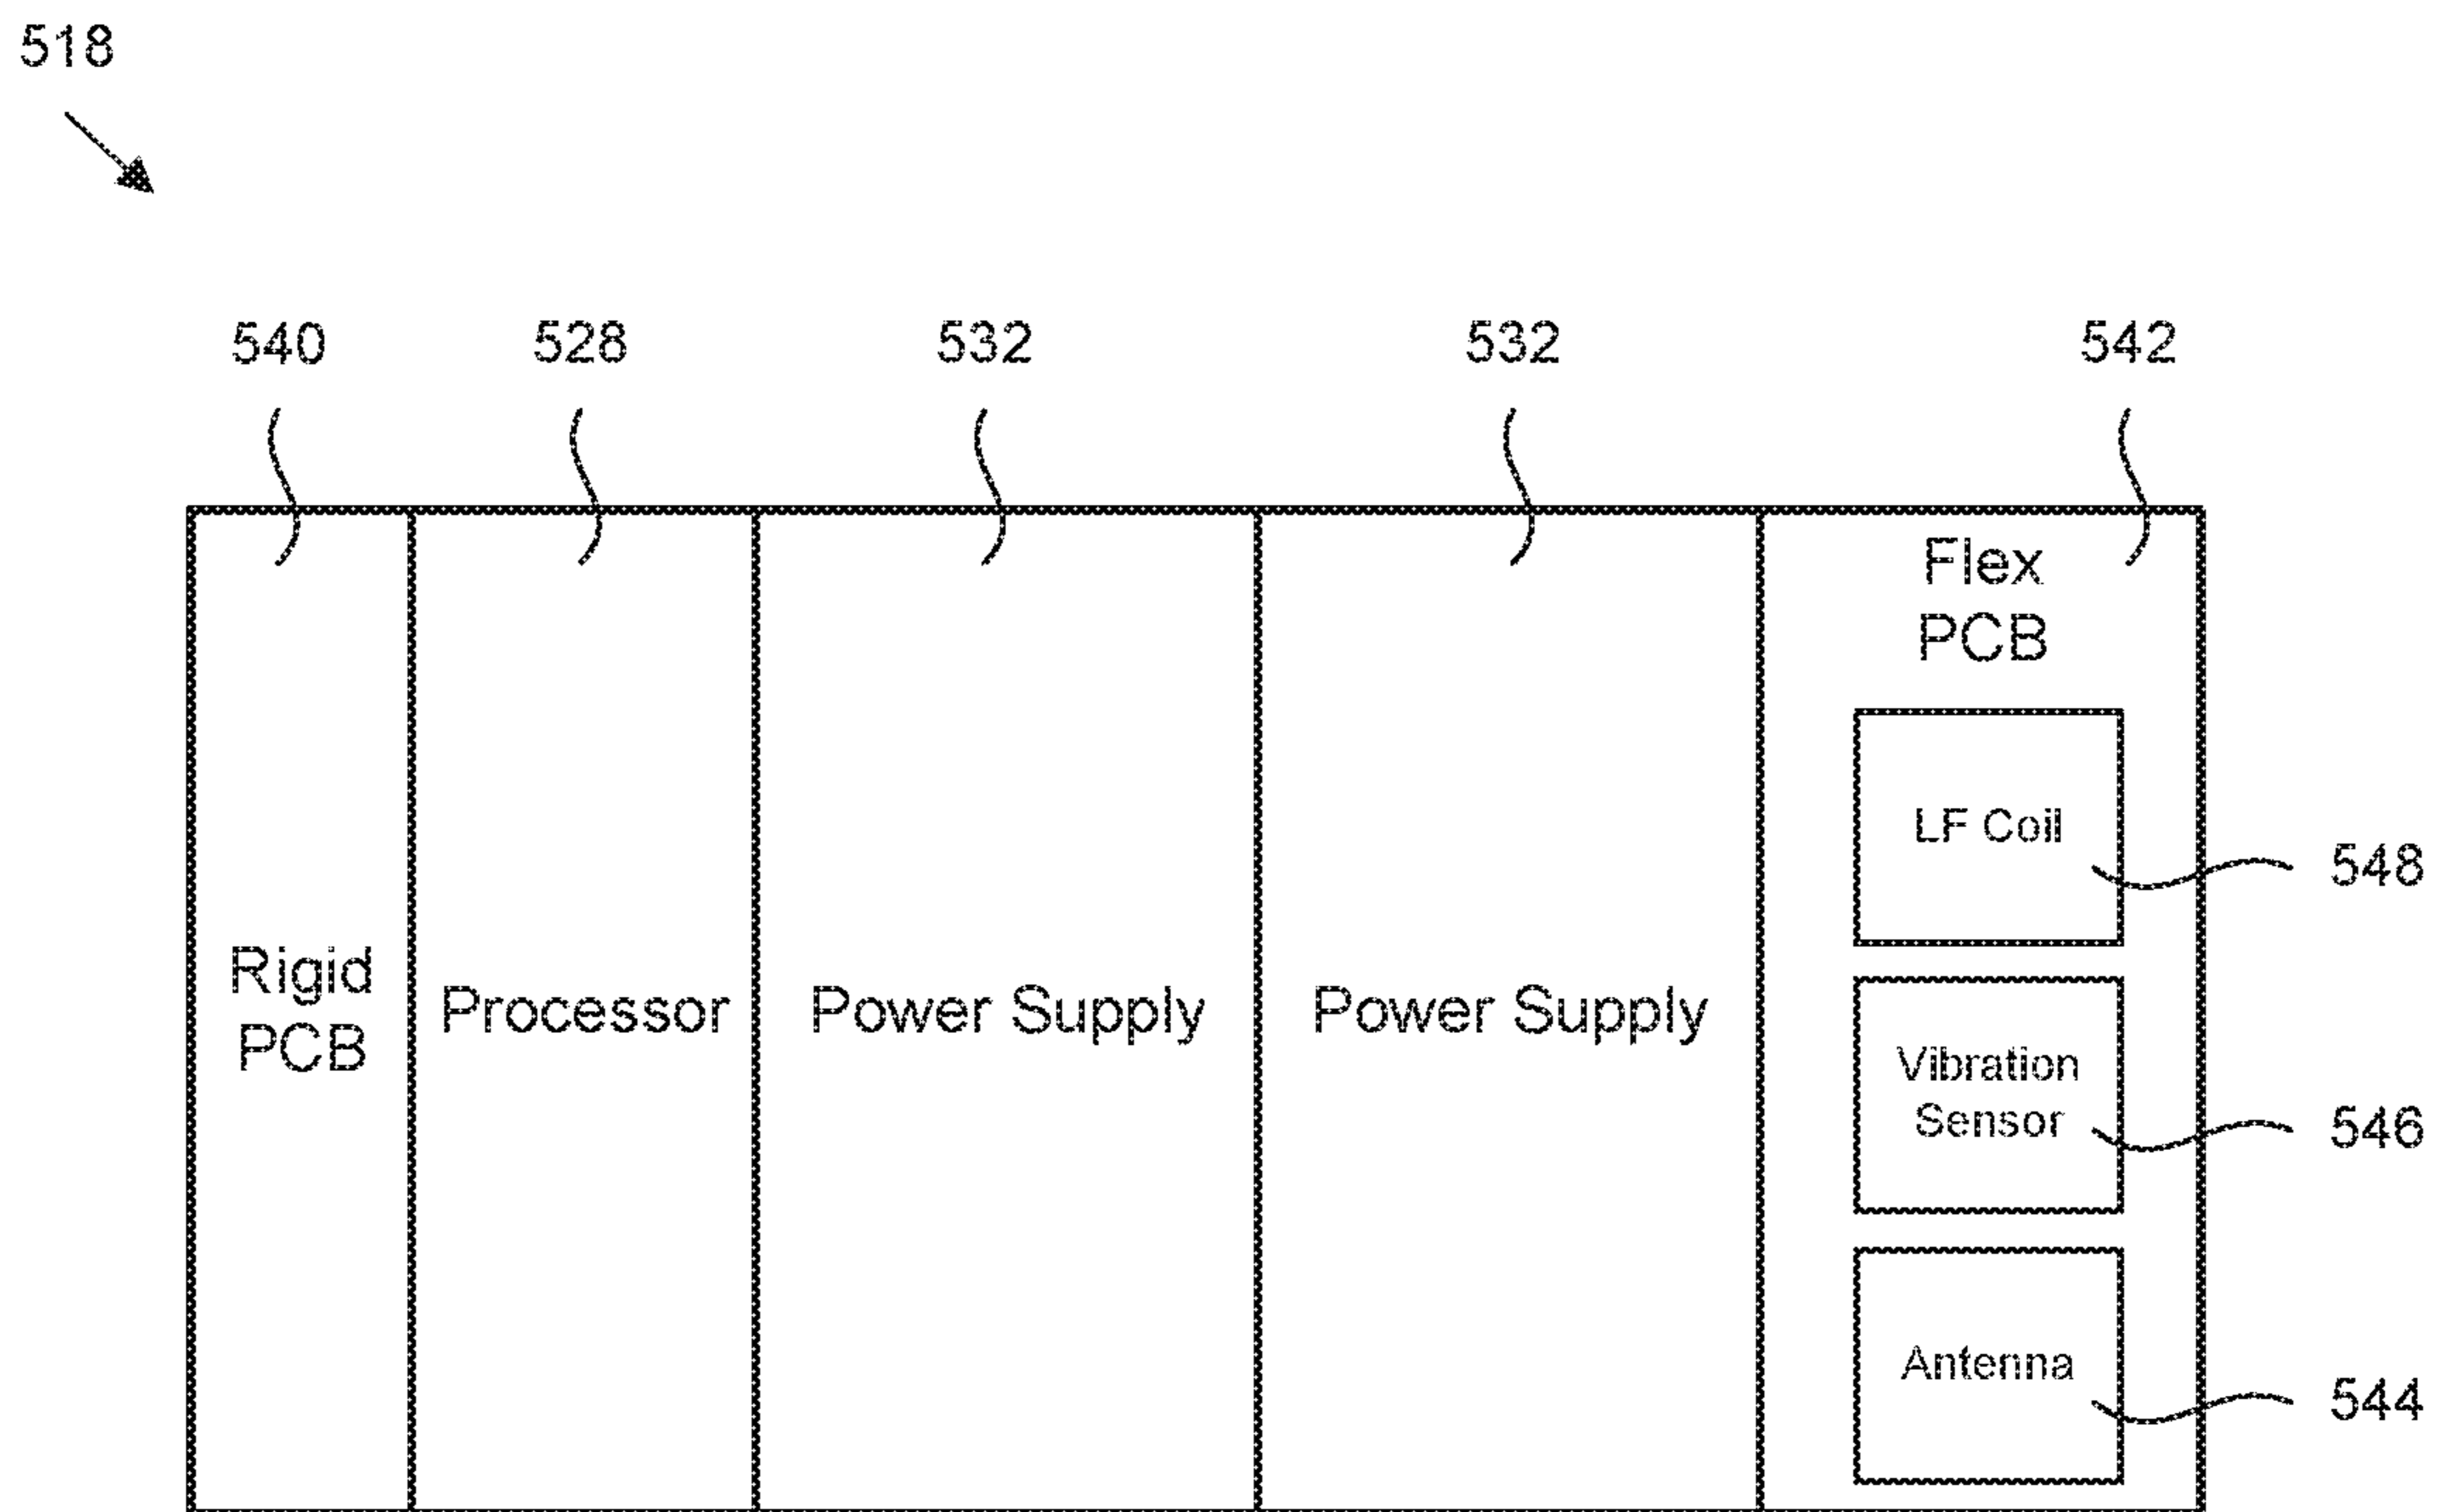 518
540
528
532
532
542
Flex
PCB
LF Coil
548
Rigid
PCB
Processor
Power Supply
Power Supply
Vibration
Sensor
546
Antenna
544